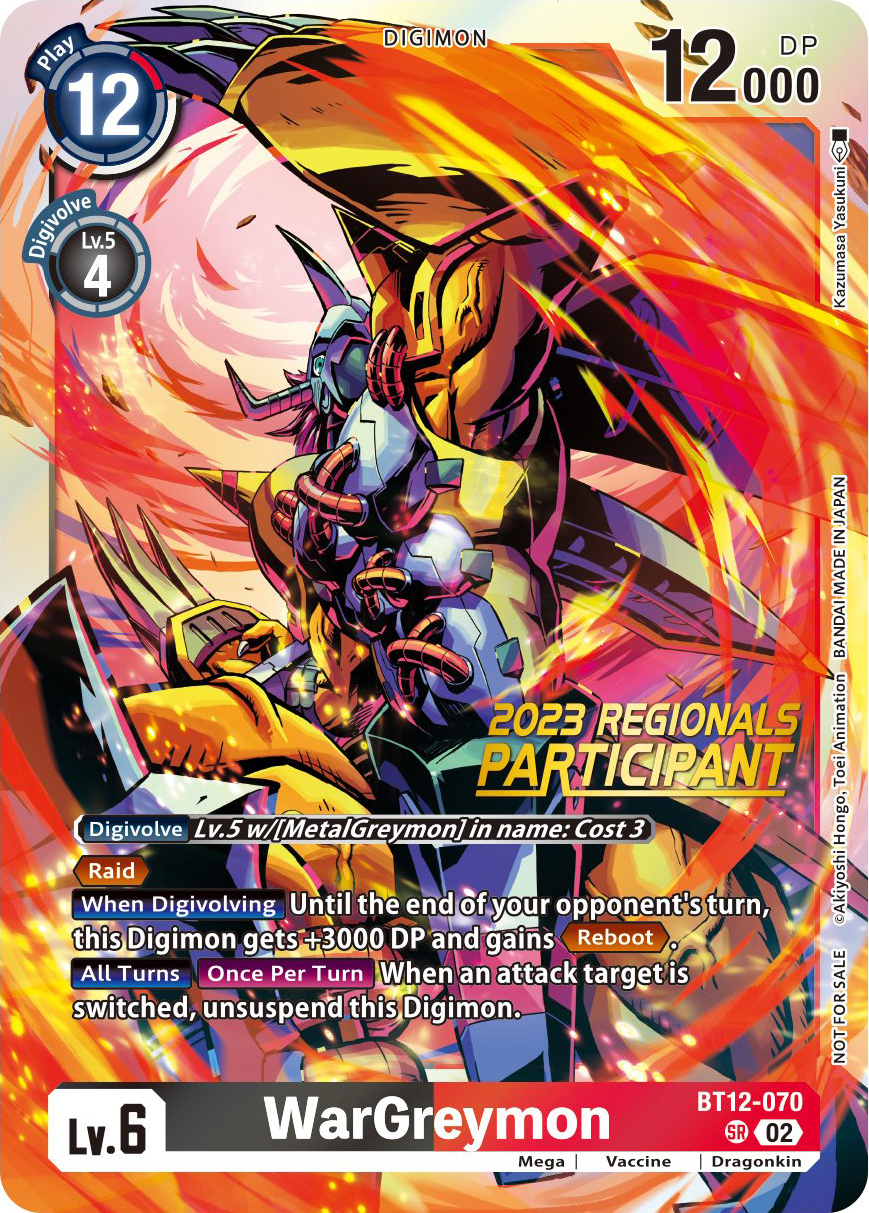 DIGIMON
Play
12
12000
DP
Digivolve
Lv.5
4
Kazumasa Yasukuni
2023 REGIONALS
PARTICIPANT
Digivolve Lv.5 w/[MetalGreymon] in name: Cost 3
Raid
When Digivolving Until the end of your opponent's turn,
this Digimon gets +3000 DP and gains Reboot.
All Turns Once Per Turn When an attack target is
switched, unsuspend this Digimon.
NOT FOR SALE ©Akiyoshi Hongo, Toei Animation BANDAI MADE IN JAPAN
Lv.6
WarGreymon
BT12-070
SR 02
Mega | Vaccine | Dragonkin